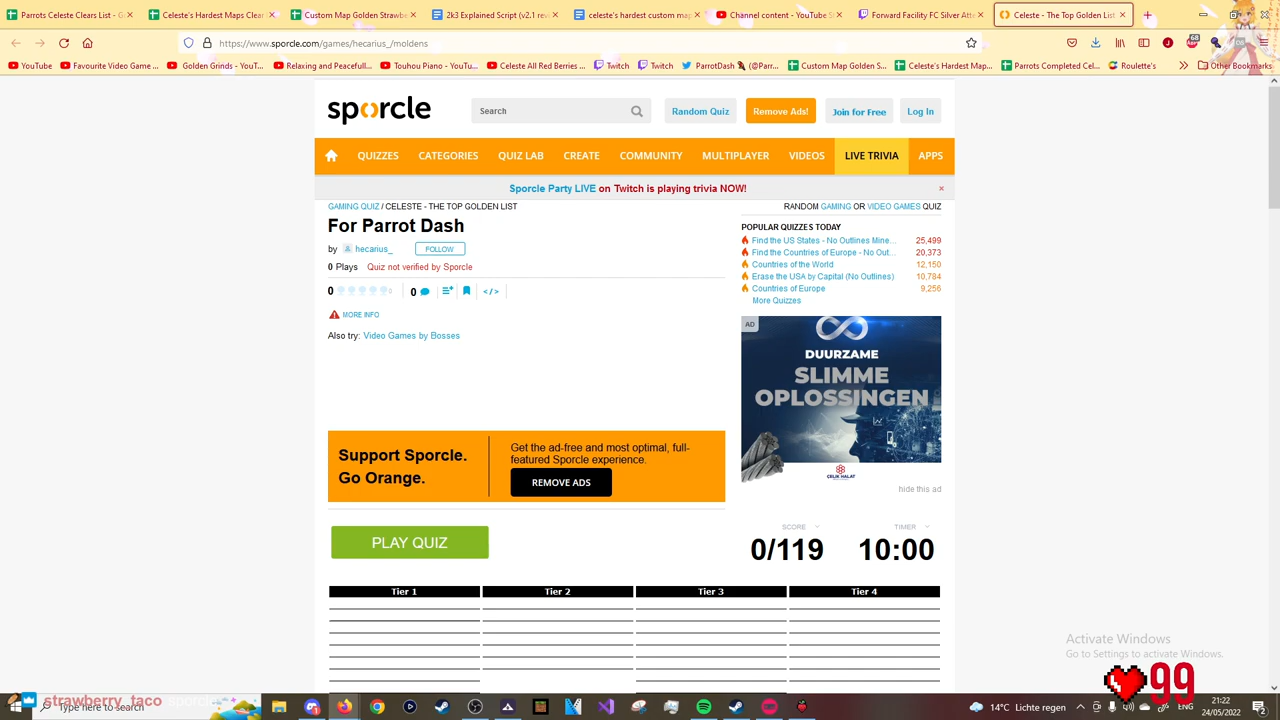 Parrots Celeste Clears List - G
Celeste's Hardest Maps Clear
Custom Map Golden Strawbe
2k3 Explained Script (v2.1 rev
celeste's hardest custom map
Channel content - YouTube S
Forward Facility FC Silver Att
Celeste - The Top Golden List
https://www.sporcle.com/games/hecarius_/moldens
68
YouTube
Favourite Video Game ...
Golden Grinds - YouT...
Relaxing and Peacefull...
Touhou Piano - YouTu...
Celeste All Red Berries ...
Twitch
Twitch
ParrotDash 🦜 (@Parr...
Custom Map Golden S...
Celeste's Hardest Map...
Parrots Completed Cel...
Roulette's
Other Bookmarks
sporcle
Search
Random Quiz
Remove Ads!
Join for Free
Log In
QUIZZES
CATEGORIES
QUIZ LAB
CREATE
COMMUNITY
MULTIPLAYER
VIDEOS
LIVE TRIVIA
APPS
Sporcle Party LIVE on Twitch is playing trivia NOW!
GAMING QUIZ / CELESTE - THE TOP GOLDEN LIST
For Parrot Dash
by hecarius_
FOLLOW
0 Plays Quiz not verified by Sporcle
0
0
0
< / >
MORE INFO
Also try: Video Games by Bosses
RANDOM GAMING OR VIDEO GAMES QUIZ
POPULAR QUIZZES TODAY
Find the US States - No Outlines Mine... 25,499
Find the Countries of Europe - No Out... 20,373
Countries of the World 12,150
Erase the USA by Capital (No Outlines) 10,784
Countries of Europe 9,256
More Quizzes
AD
DUURZAME
SLIMME
OPLOSSINGEN
ÇELIK HALAT
hide this ad
Support Sporcle.
Go Orange.
Get the ad-free and most optimal, full-
featured Sporcle experience.
REMOVE ADS
PLAY QUIZ
SCORE
0/119
TIMER
10:00
Tier 1
Tier 2
Tier 3
Tier 4
Activate Windows
Go to Settings to activate Windows.
99
strawberry_taco sporcle
Type here to search
14°C Licht regen
21:22
24/05/2022
2